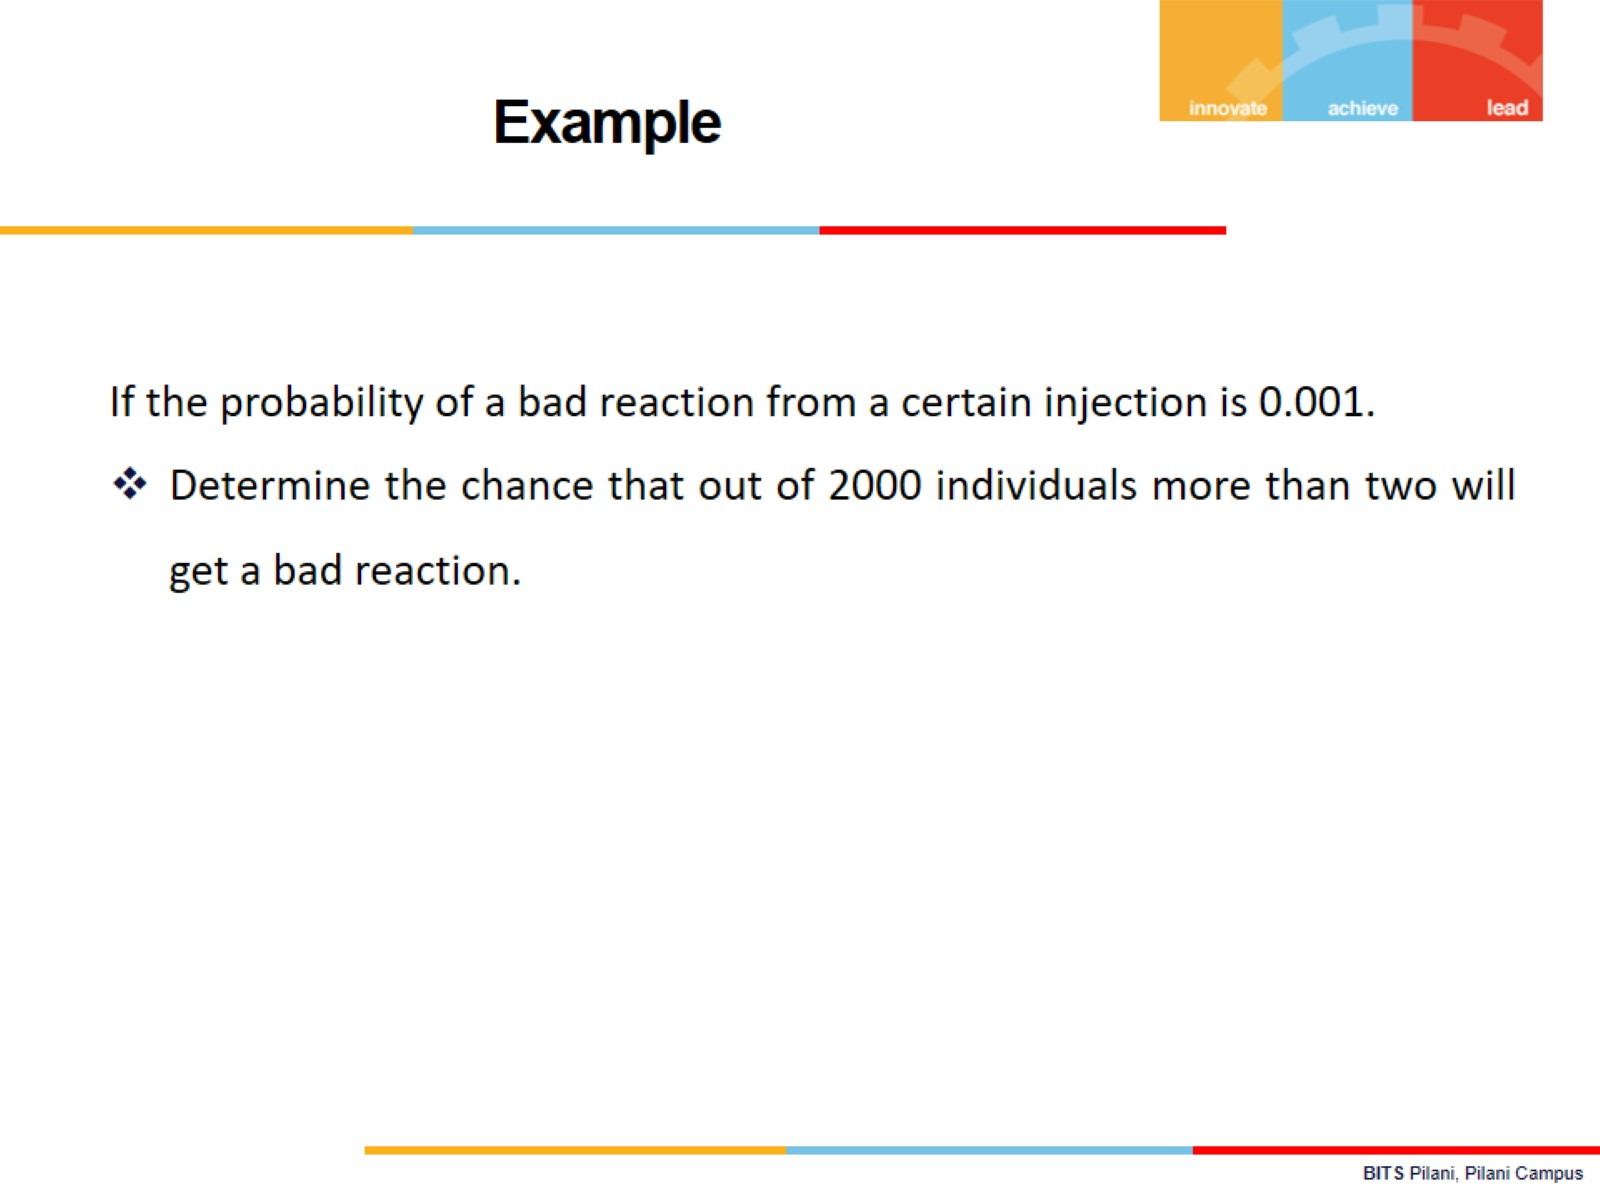 innovate achieve lead
Example
If the probability of a bad reaction from a certain injection is 0.001.
❖ Determine the chance that out of 2000 individuals more than two will
get a bad reaction.
BITS Pilani, Pilani Campus